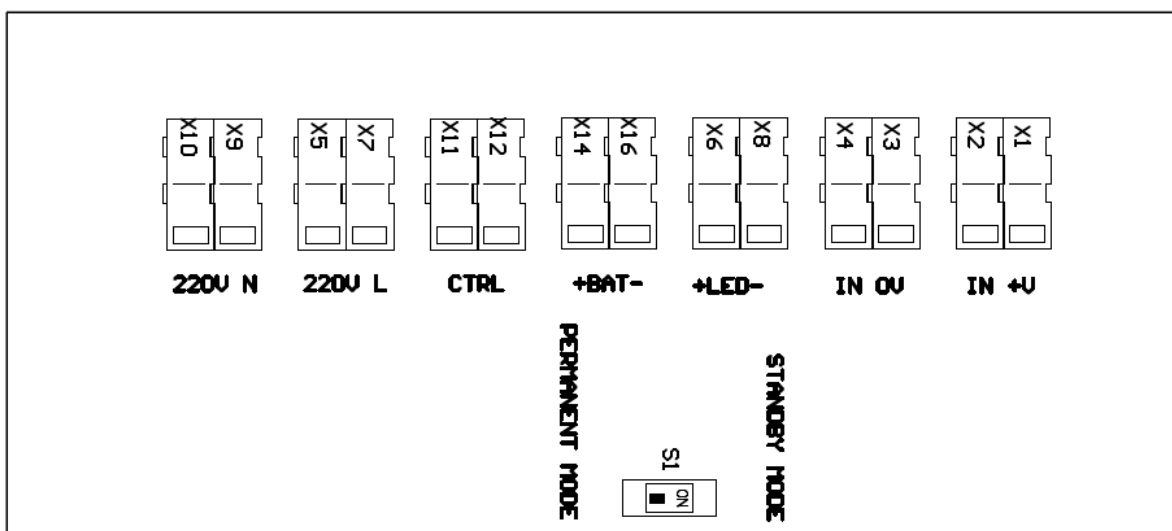 X10 X9 X5 X7 X11 X12 X14 X16 X6 X8 X4 X3 X2 X1
220V N 220V L CTRL +BAT- +LED- IN 0V IN +V
PERMANENT MODE
STANDBY MODE
S1
ON